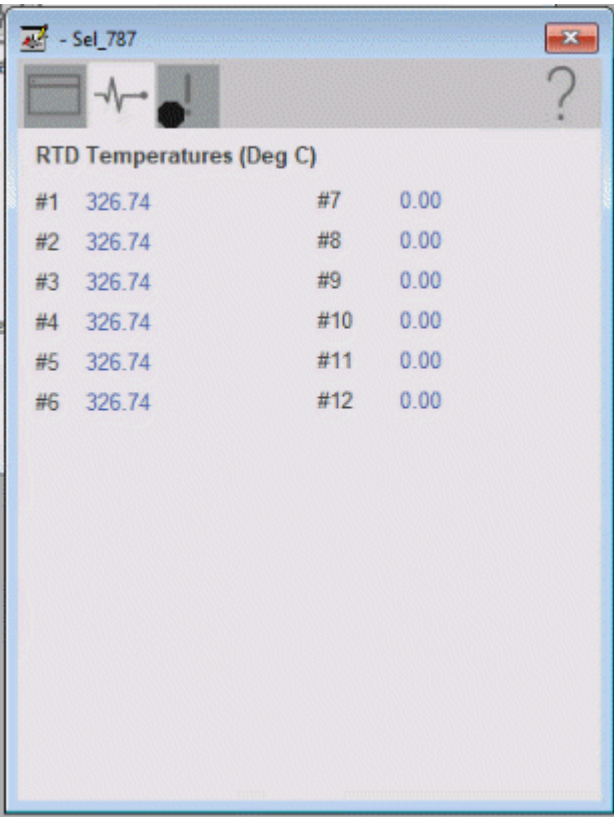 - Sel_787
?
RTD Temperatures (Deg C)
#1 326.74 #7 0.00
#2 326.74 #8 0.00
#3 326.74 #9 0.00
#4 326.74 #10 0.00
#5 326.74 #11 0.00
#6 326.74 #12 0.00